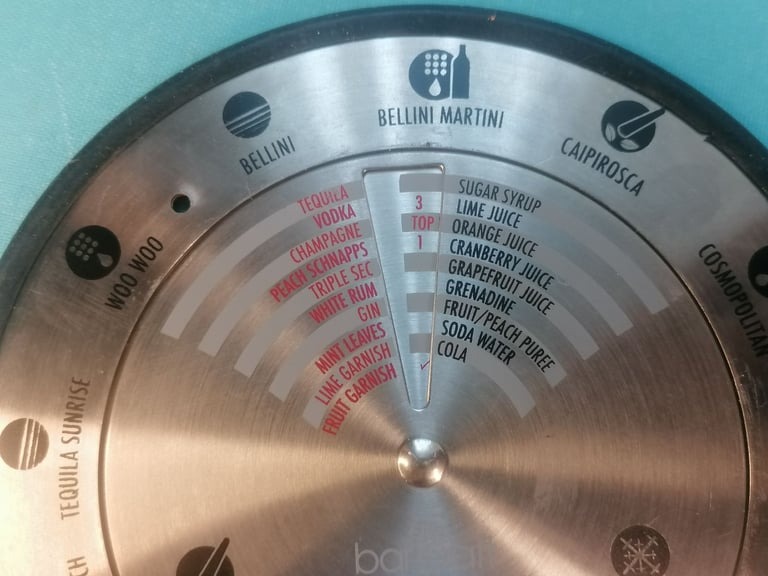 BELLINI MARTINI
BELLINI
CAIPIROSCA
WOO WOO
COSMOPOLITAN
TEQUILA SUNRISE
CH
TEQUILA
VODKA
CHAMPAGNE
PEACH SCHNAPPS
TRIPLE SEC
WHITE RUM
GIN
MINT LEAVES
LIME GARNISH
FRUIT GARNISH
3
TOP
1
✓
SUGAR SYRUP
LIME JUICE
ORANGE JUICE
CRANBERRY JUICE
GRAPEFRUIT JUICE
GRENADINE
FRUIT/PEACH PUREE
SODA WATER
COLA